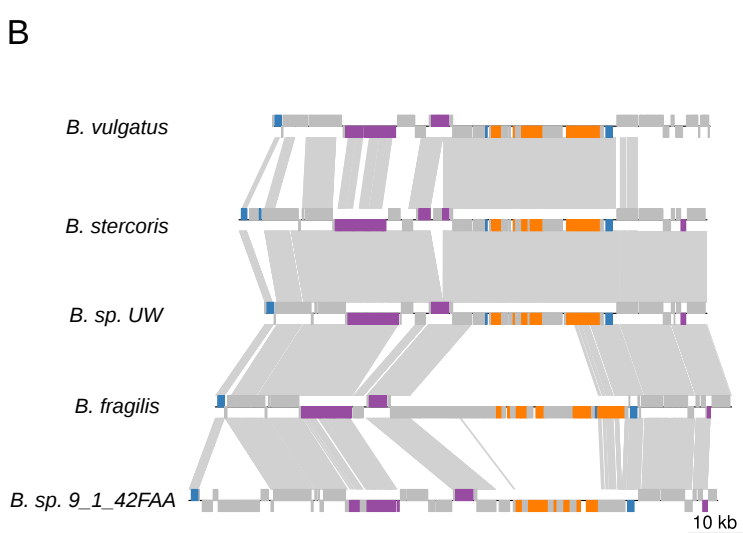 B
B. vulgatus
B. stercoris
B. sp. UW
B. fragilis
B. sp. 9_1_42FAA
10 kb